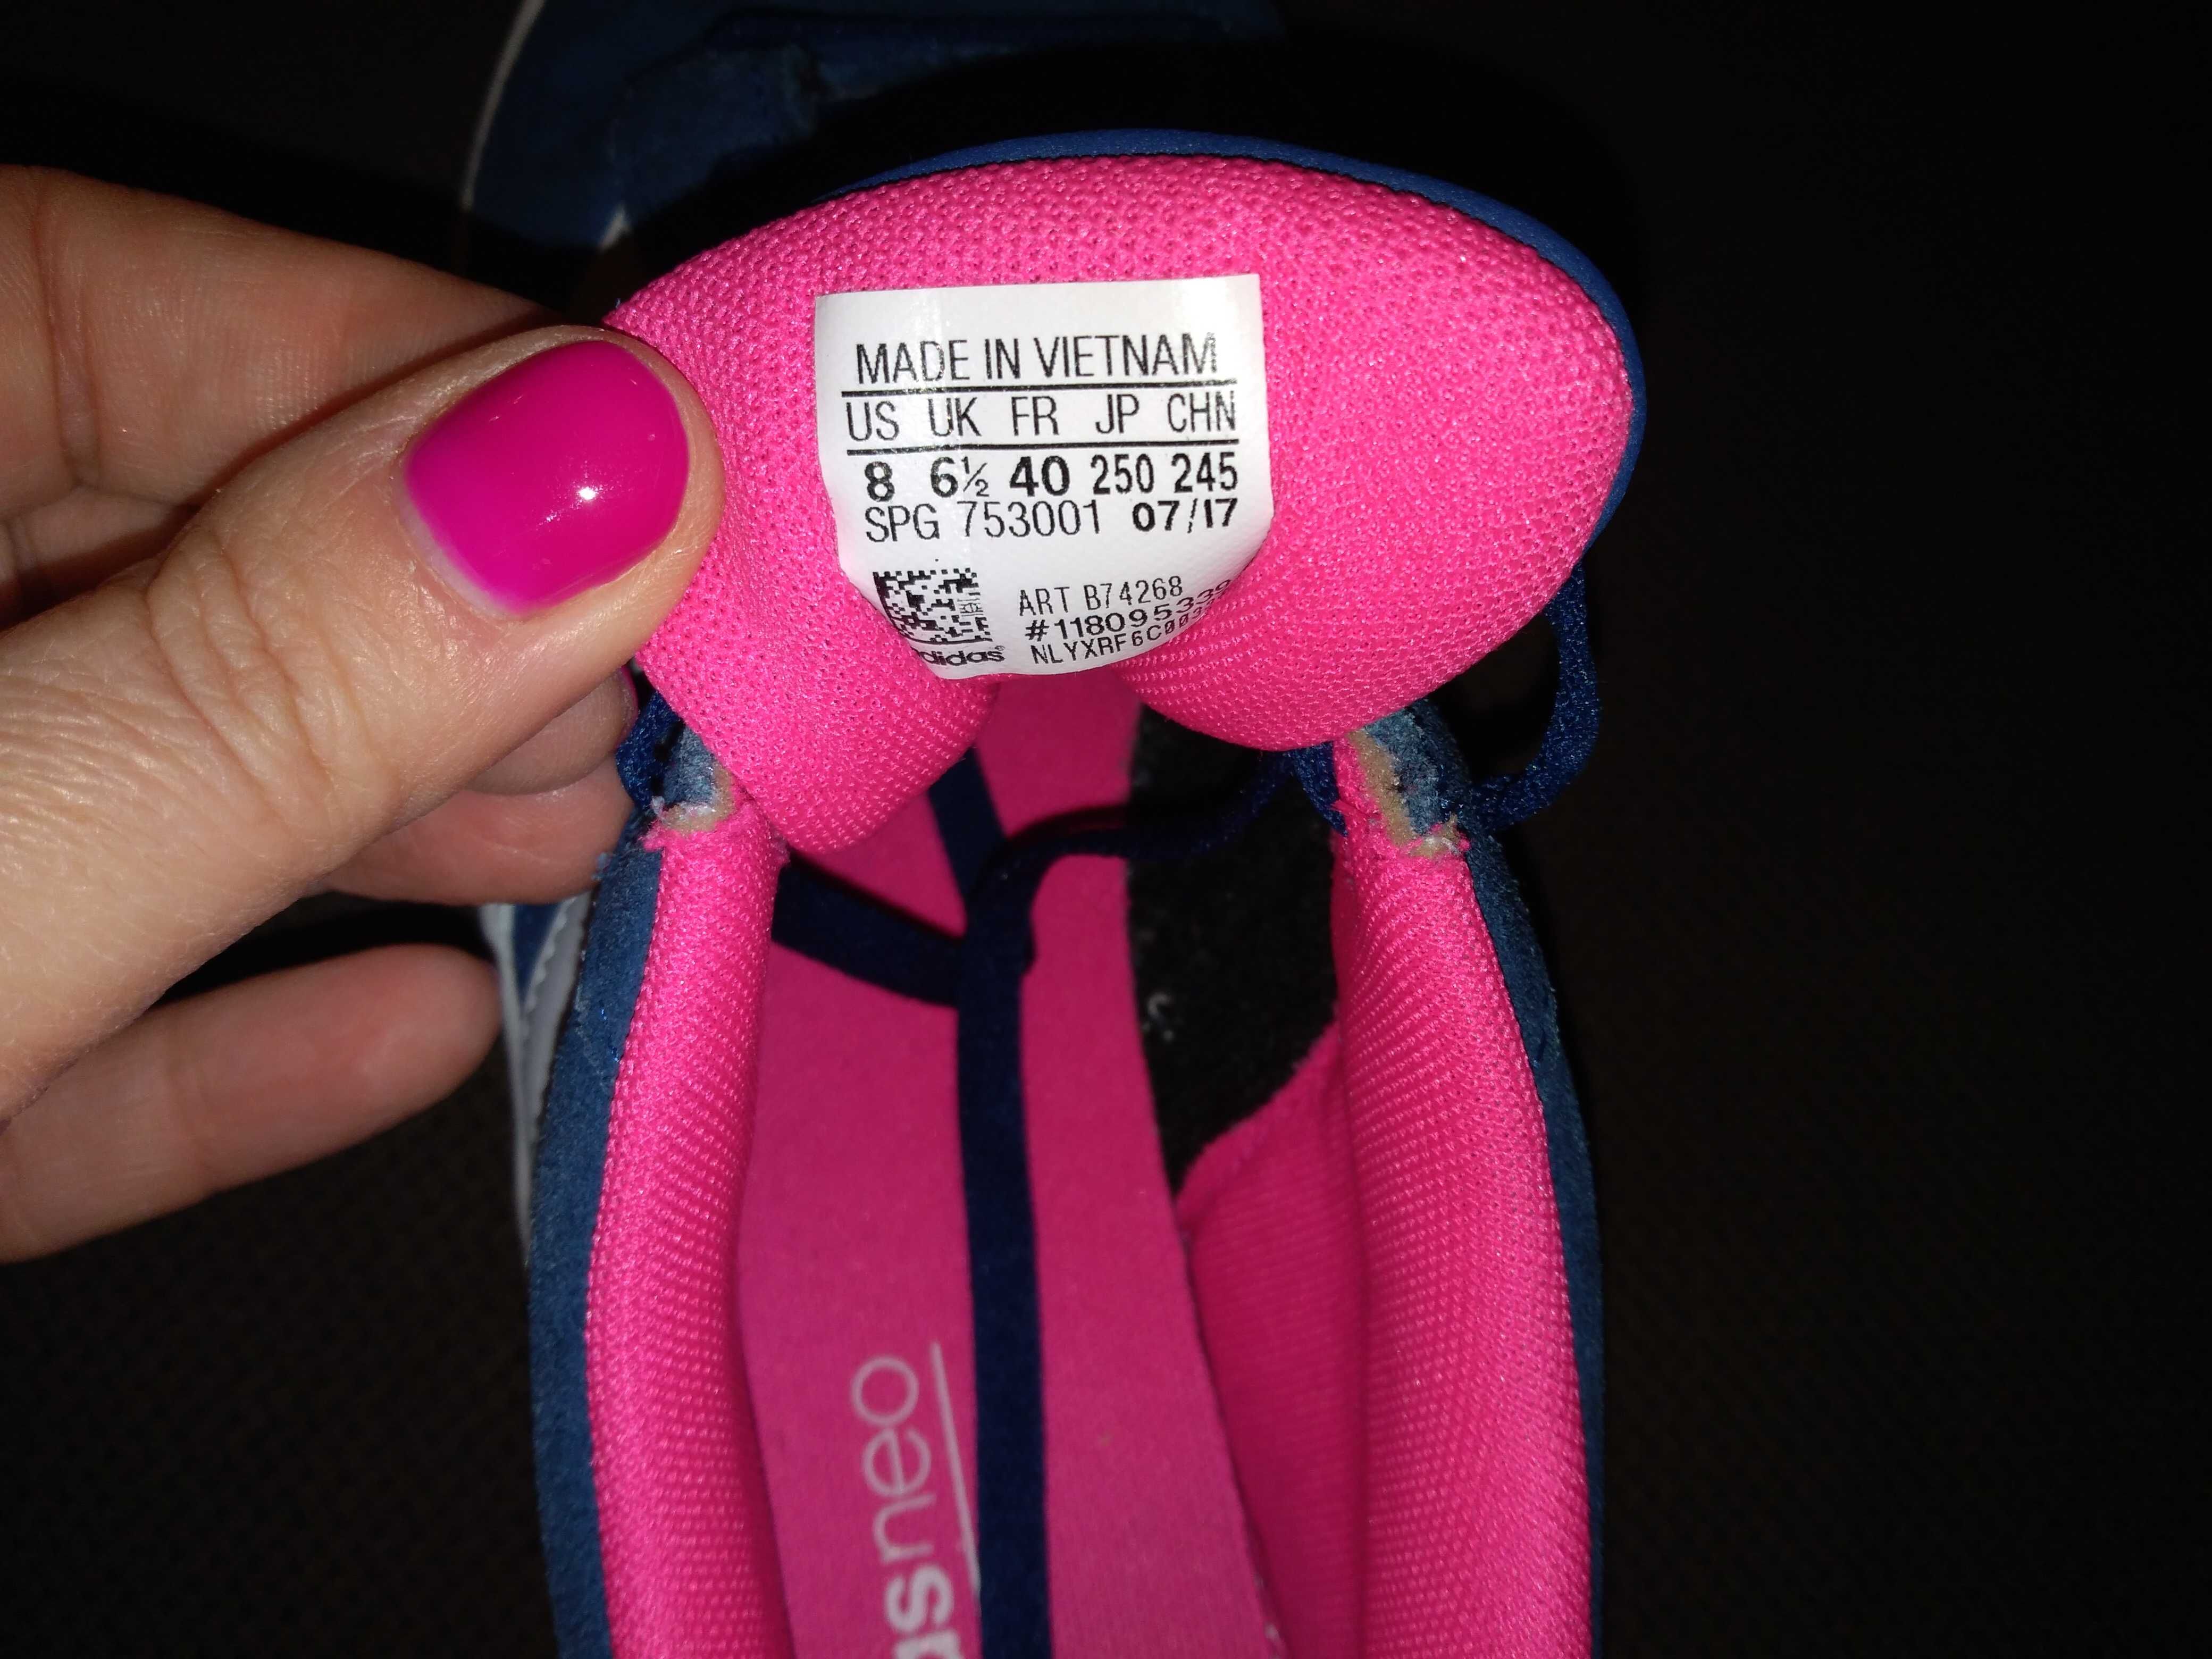 MADE IN VIETNAM
US UK FR JP CHN
8 6½ 40 250 245
SPG 753001 07/17
ART B74268
adidas
neo